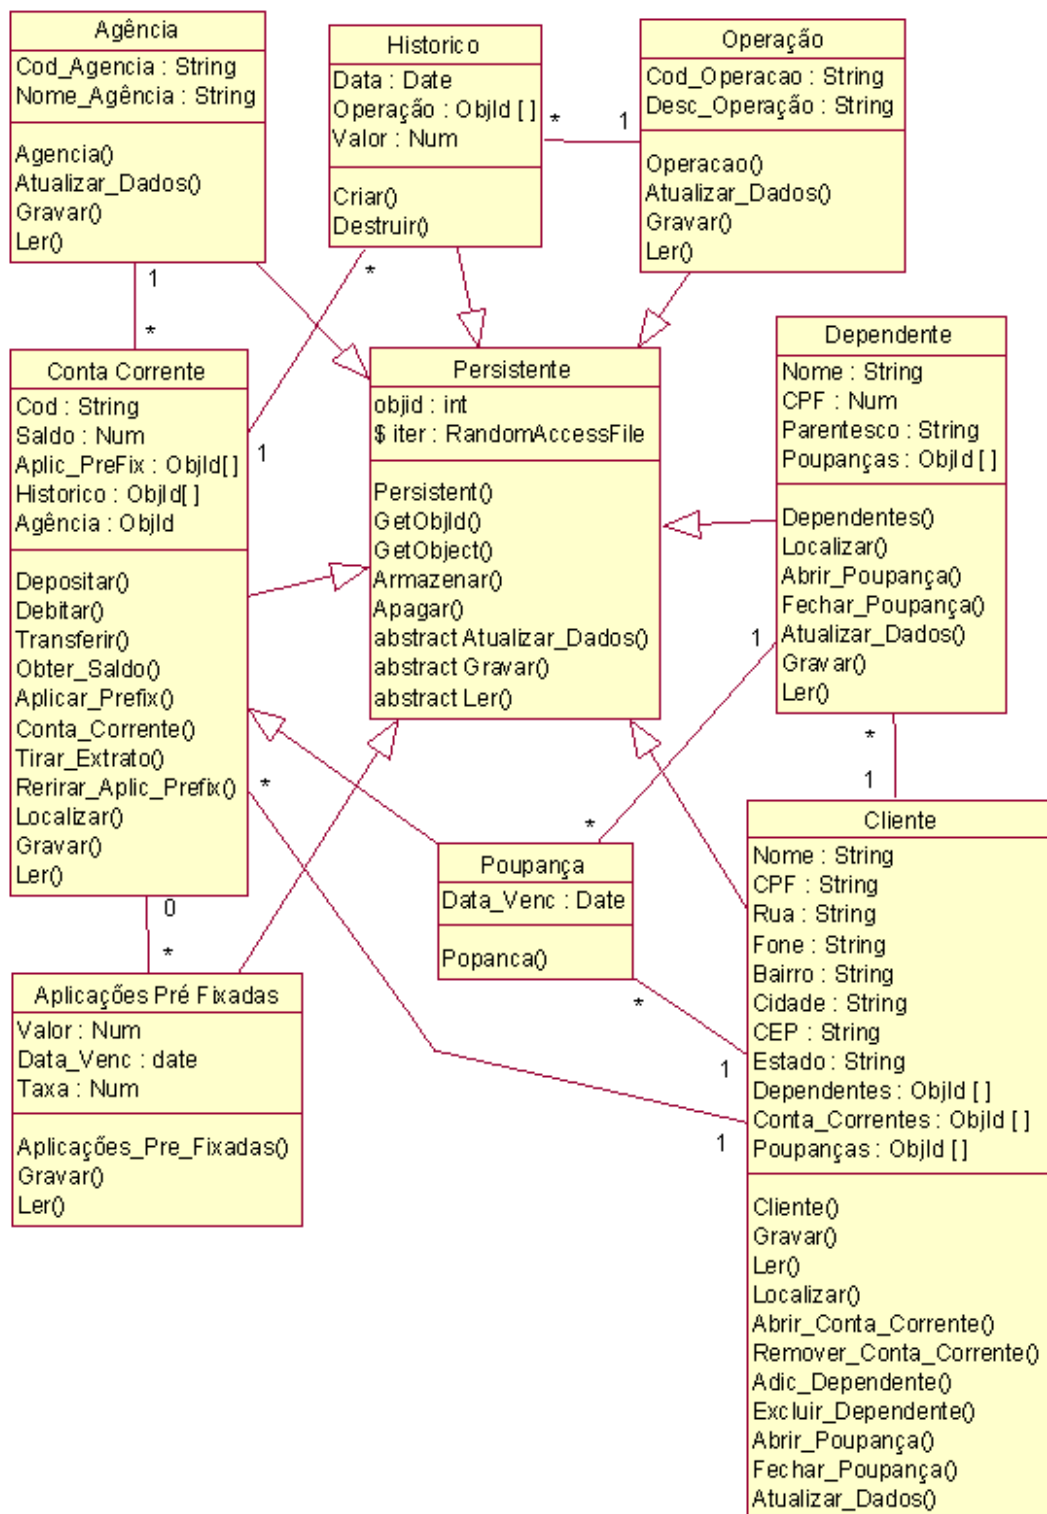 Agência
Cod_Agencia : String
Nome_Agência : String
Agencia()
Atualizar_Dados()
Gravar()
Ler()
Historico
Data : Date
Operação : ObjId [ ]
Valor : Num
Criar()
Destruir()
Operação
Cod_Operacao : String
Desc_Operação : String
Operacao()
Atualizar_Dados()
Gravar()
Ler()
*
1
1
*
*
1
Conta Corrente
Cod : String
Saldo : Num
Aplic_PreFix : ObjId[ ]
Historico : ObjId[ ]
Agência : ObjId
Depositar()
Debitar()
Transferir()
Obter_Saldo()
Aplicar_Prefix()
Conta_Corrente()
Tirar_Extrato()
Rerirar_Aplic_Prefix()
Localizar()
Gravar()
Ler()
Persistente
objid : int
$ iter : RandomAccessFile
Persistent()
GetObjId()
GetObject()
Armazenar()
Apagar()
abstract Atualizar_Dados()
abstract Gravar()
abstract Ler()
Dependente
Nome : String
CPF : Num
Parentesco : String
Poupanças : ObjId [ ]
Dependentes()
Localizar()
Abrir_Poupança()
Fechar_Poupança()
Atualizar_Dados()
Gravar()
Ler()
1
*
*
1
*
0
*
Poupança
Data_Venc : Date
Popanca()
*
1
1
Aplicações Pré Fixadas
Valor : Num
Data_Venc : date
Taxa : Num
Aplicações_Pre_Fixadas()
Gravar()
Ler()
Cliente
Nome : String
CPF : String
Rua : String
Fone : String
Bairro : String
Cidade : String
CEP : String
Estado : String
Dependentes : ObjId [ ]
Conta_Correntes : ObjId [ ]
Poupanças : ObjId [ ]
Cliente()
Gravar()
Ler()
Localizar()
Abrir_Conta_Corrente()
Remover_Conta_Corrente()
Adic_Dependente()
Excluir_Dependente()
Abrir_Poupança()
Fechar_Poupança()
Atualizar_Dados()